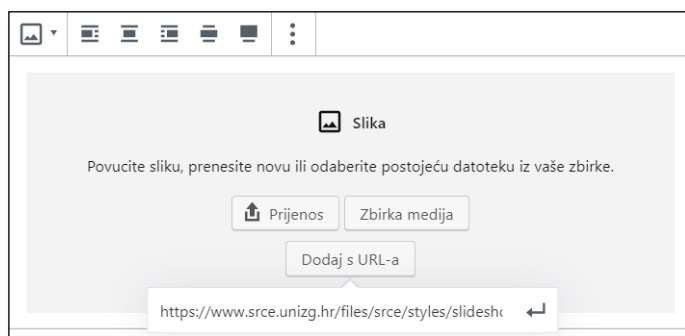 Slika
Povucite sliku, prenesite novu ili odaberite postojeću datoteku iz vaše zbirke.
Prijenos Zbirka medija
Dodaj s URL-a
https://www.srce.unizg.hr/files/srce/styles/slidesh